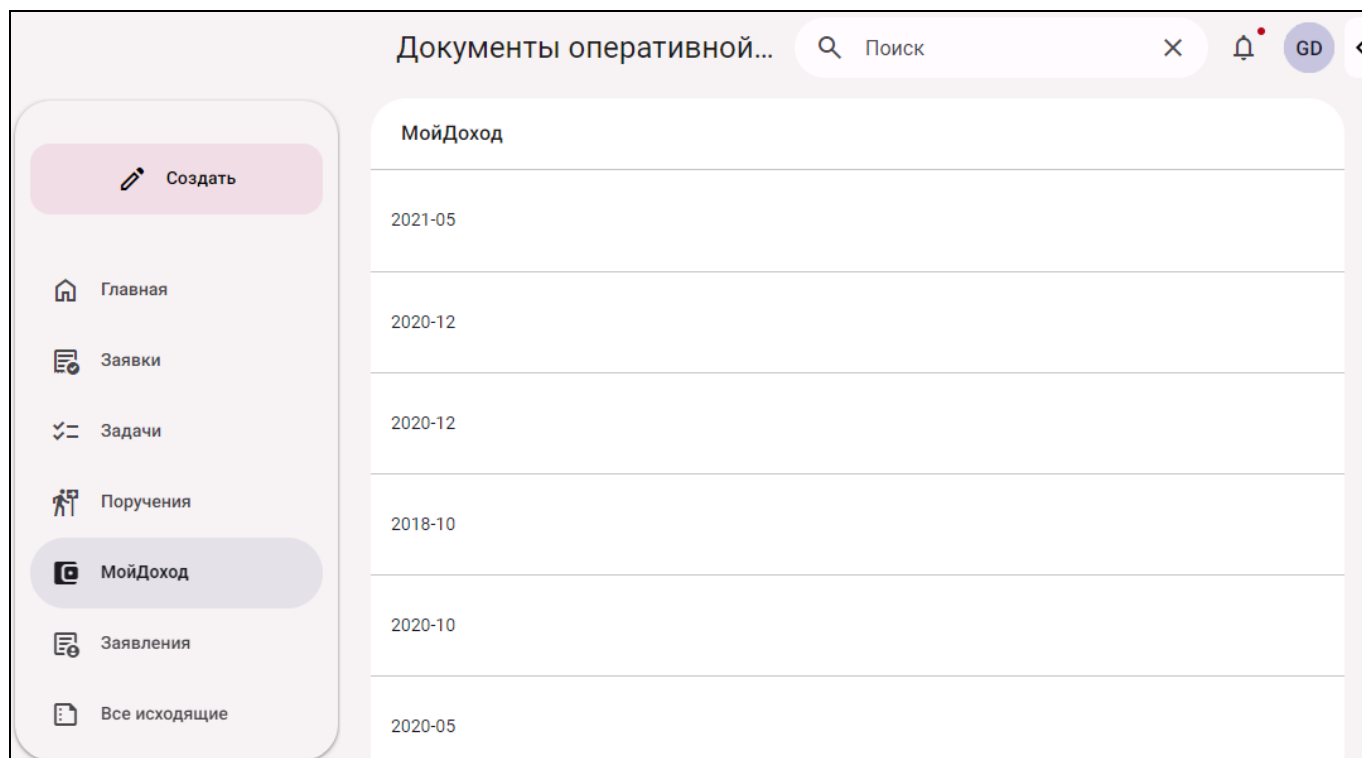 Документы оперативной...
Поиск
GD
Создать
Главная
Заявки
Задачи
Поручения
МойДоход
Заявления
Все исходящие
МойДоход
2021-05
2020-12
2020-12
2018-10
2020-10
2020-05